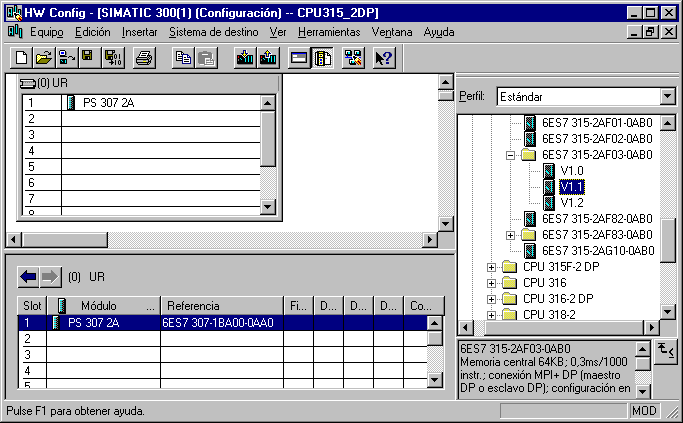 HW Config - [SIMATIC 300(1) (Configuración) -- CPU315_2DP]
Equipo Edición Insertar Sistema de destino Ver Herramientas Ventana Ayuda
(0) UR
1 PS 307 2A
2
3
4
5
6
7
8
Perfil: Estándar
6ES7 315-2AF01-0AB0
6ES7 315-2AF02-0AB0
6ES7 315-2AF03-0AB0
V1.0
V1.1
V1.2
6ES7 315-2AF82-0AB0
6ES7 315-2AF83-0AB0
6ES7 315-2AG10-0AB0
CPU 315F-2 DP
CPU 316
CPU 316-2 DP
CPU 318-2
(0) UR
Slot Módulo ... Referencia Fi... D... D... D... Co...
1 PS 307 2A 6ES7 307-1BA00-0AA0
2
3
4
5
6ES7 315-2AF03-0AB0
Memoria central 64KB; 0,3ms/1000
instr.; conexión MPI+ DP (maestro
DP o esclavo DP); configuración en
Pulse F1 para obtener ayuda.
MOD